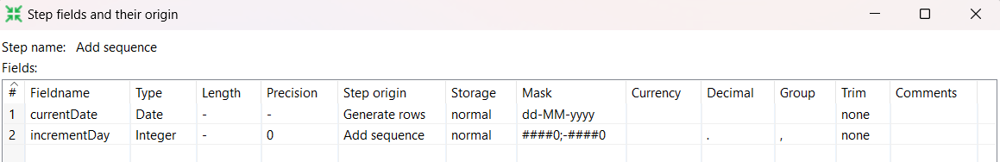 Step fields and their origin
Step name: Add sequence
Fields:
# Fieldname Type Length Precision Step origin Storage Mask Currency Decimal Group Trim Comments
1 currentDate Date - - Generate rows normal dd-MM-yyyy none
2 incrementDay Integer - 0 Add sequence normal ####0;-####0 . , none